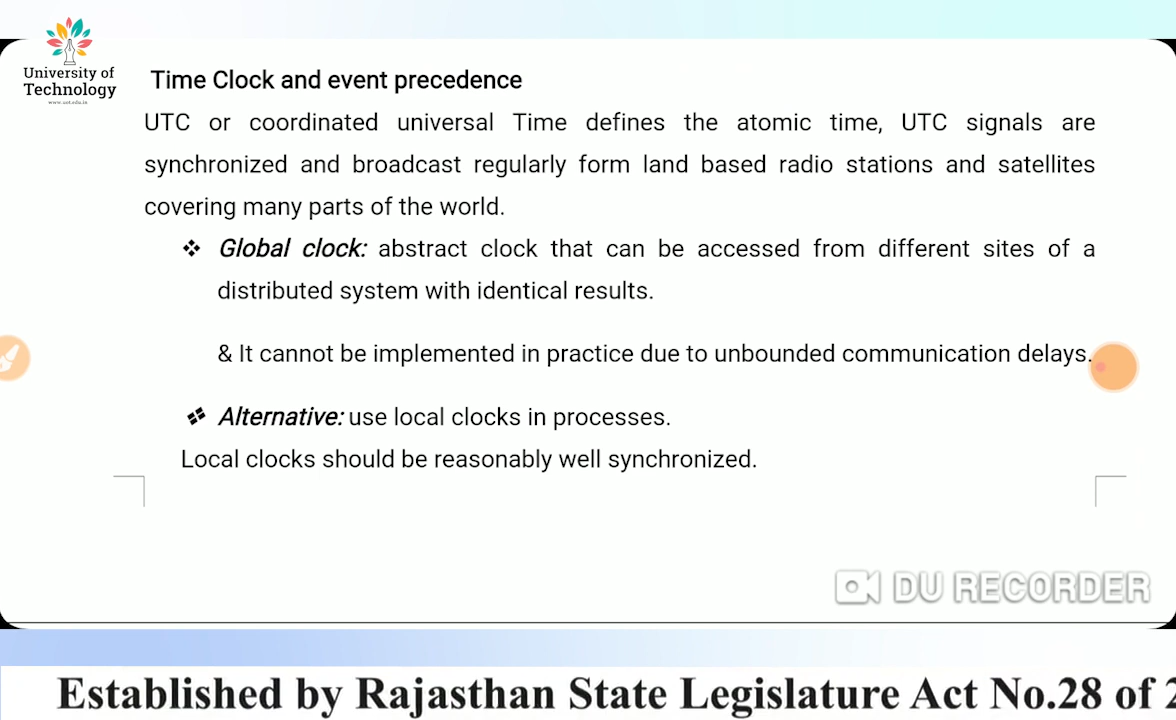 University of
Technology
www.uot.edu.in
Time Clock and event precedence
UTC or coordinated universal Time defines the atomic time, UTC signals are
synchronized and broadcast regularly form land based radio stations and satellites
covering many parts of the world.
❖ Global clock: abstract clock that can be accessed from different sites of a
distributed system with identical results.
& It cannot be implemented in practice due to unbounded communication delays.
❖ Alternative: use local clocks in processes.
Local clocks should be reasonably well synchronized.
DU RECORDER
Established by Rajasthan State Legislature Act No.28 of